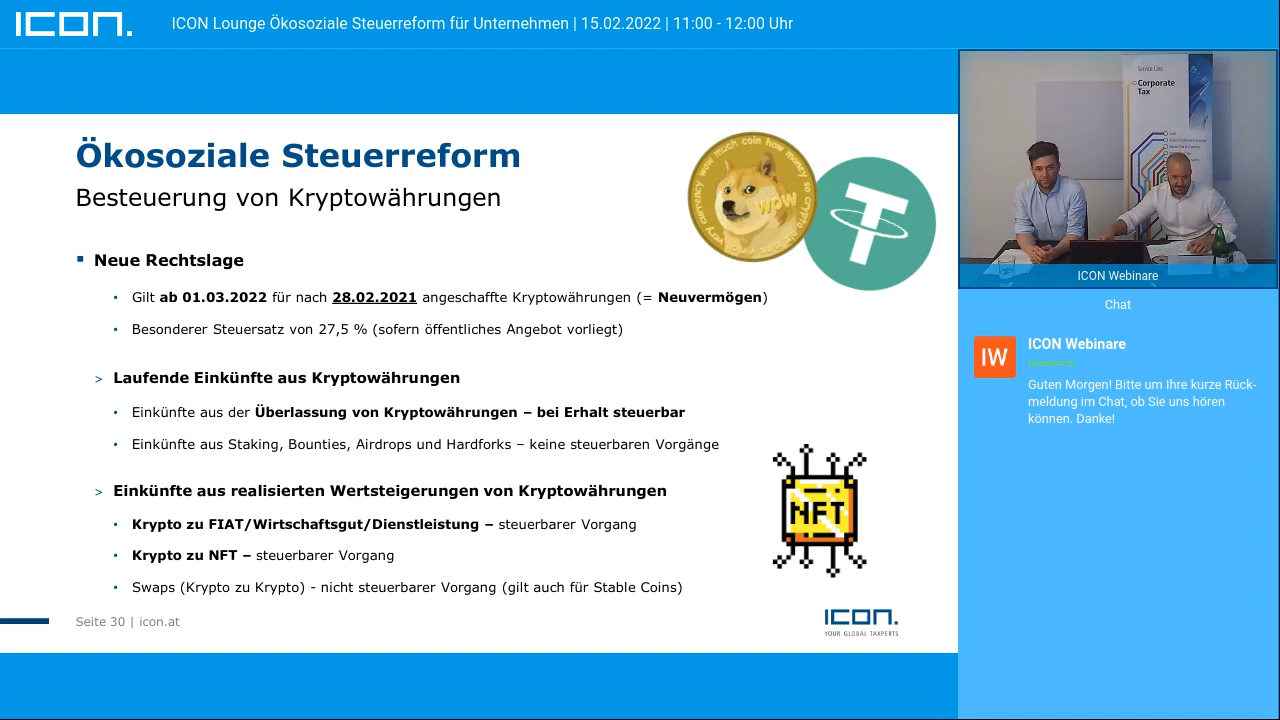 ICON.
ICON Lounge Ökosoziale Steuerreform für Unternehmen | 15.02.2022 | 11:00 - 12:00 Uhr
Ökosoziale Steuerreform
Besteuerung von Kryptowährungen
▪ Neue Rechtslage
• Gilt ab 01.03.2022 für nach 28.02.2021 angeschaffte Kryptowährungen (= Neuvermögen)
• Besonderer Steuersatz von 27,5 % (sofern öffentliches Angebot vorliegt)
> Laufende Einkünfte aus Kryptowährungen
• Einkünfte aus der Überlassung von Kryptowährungen – bei Erhalt steuerbar
• Einkünfte aus Staking, Bounties, Airdrops und Hardforks – keine steuerbaren Vorgänge
> Einkünfte aus realisierten Wertsteigerungen von Kryptowährungen
• Krypto zu FIAT/Wirtschaftsgut/Dienstleistung – steuerbarer Vorgang
• Krypto zu NFT – steuerbarer Vorgang
• Swaps (Krypto zu Krypto) - nicht steuerbarer Vorgang (gilt auch für Stable Coins)
wow
NFT
Seite 30 | icon.at
ICON.
YOUR GLOBAL TAXPERTS
Service Line
Corporate
Tax
ICON Webinare
Chat
IW
ICON Webinare
MODERATOR
Guten Morgen! Bitte um Ihre kurze Rück-
meldung im Chat, ob Sie uns hören
können. Danke!